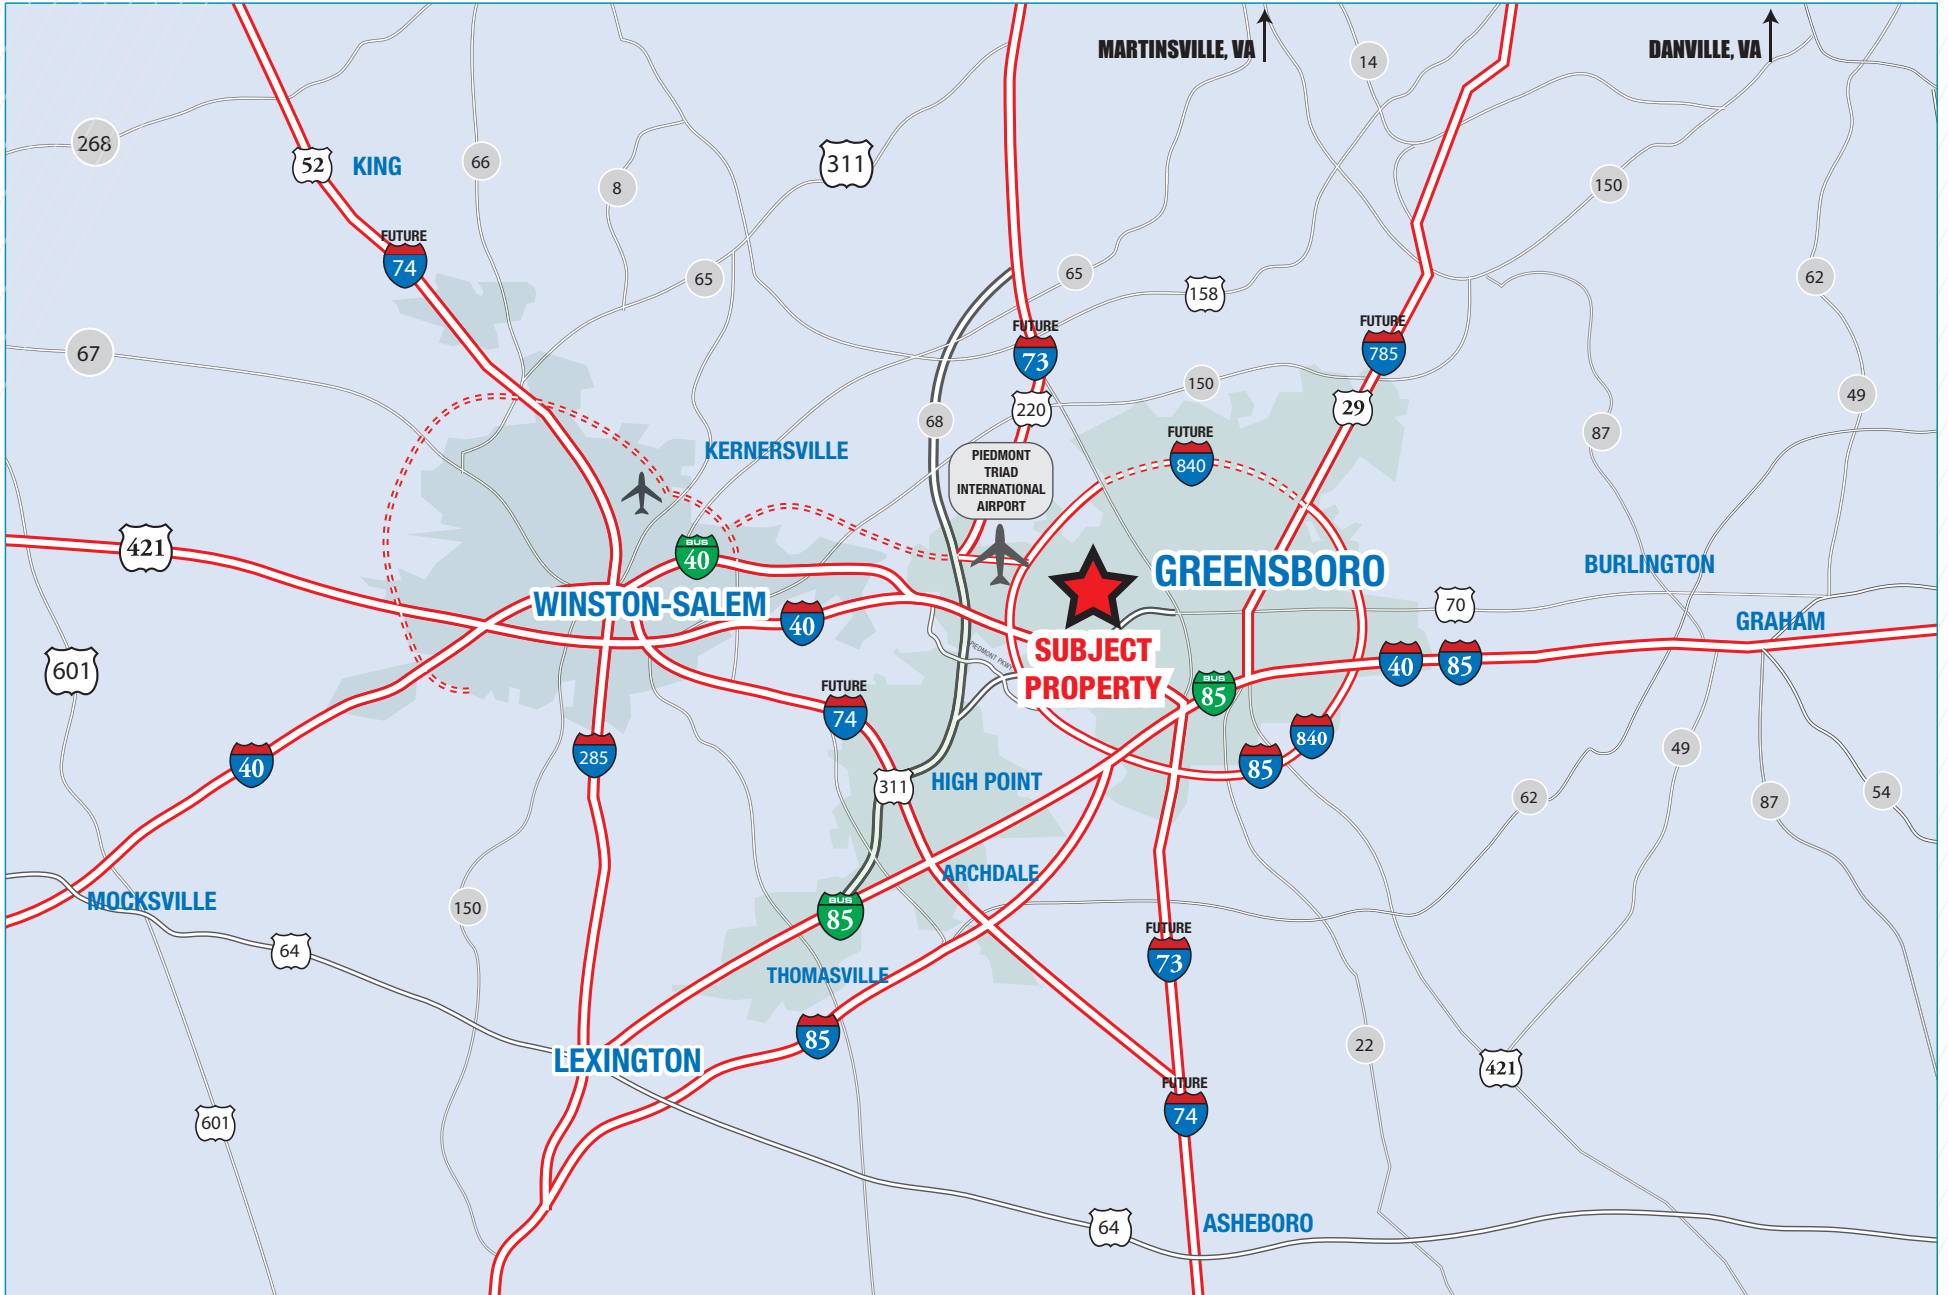 MARTINSVILLE, VA
DANVILLE, VA
14
268
52
KING
66
8
311
150
FUTURE
74
65
65
158
62
67
FUTURE
73
FUTURE
785
150
220
29
49
68
87
KERNERSVILLE
FUTURE
840
PIEDMONT
TRIAD
INTERNATIONAL
AIRPORT
421
BUS
40
GREENSBORO
BURLINGTON
WINSTON-SALEM
40
70
GRAHAM
SUBJECT
PROPERTY
PIEDMONT PKWY
601
40
85
BUS
85
FUTURE
74
285
40
840
85
49
311
HIGH POINT
62
87
54
ARCHDALE
MOCKSVILLE
150
BUS
85
64
FUTURE
73
THOMASVILLE
85
LEXINGTON
22
421
FUTURE
74
601
64
ASHEBORO